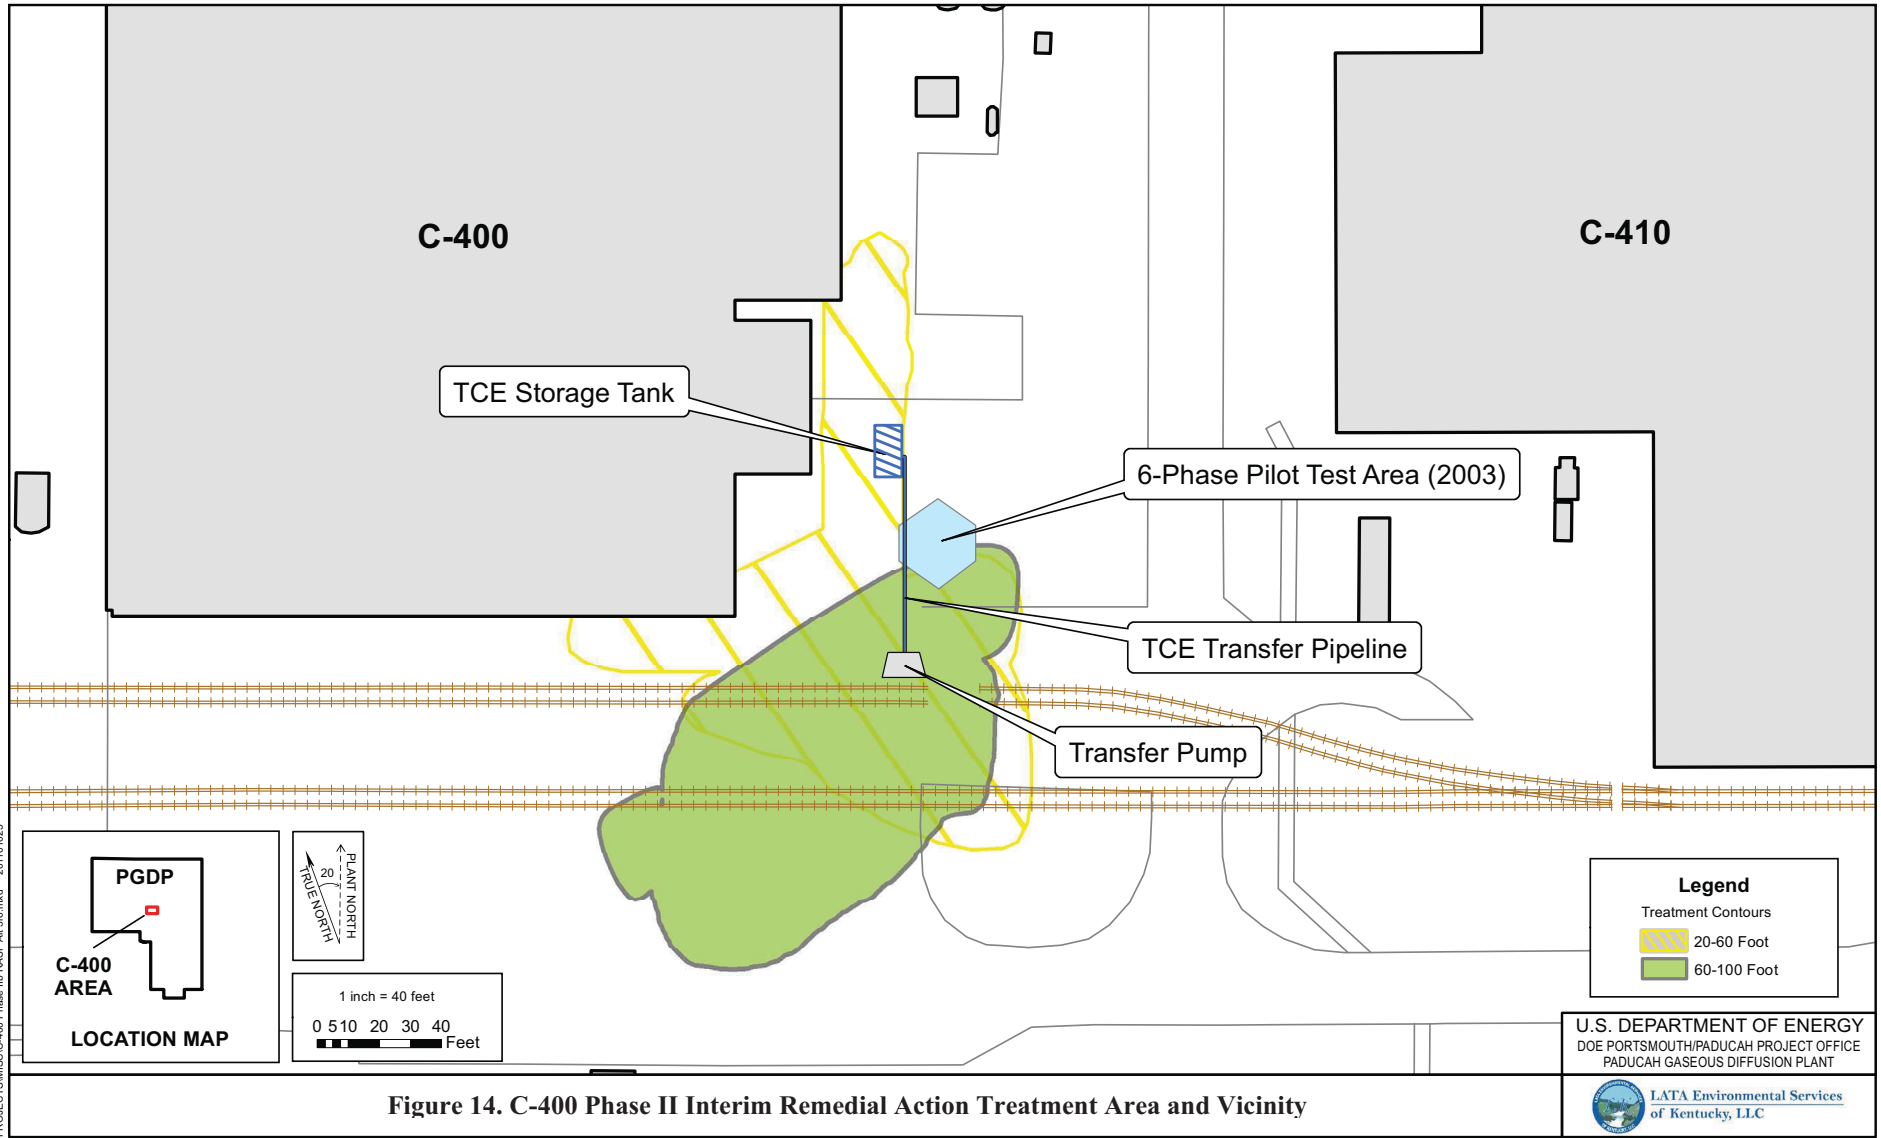 C-400
C-410
TCE Storage Tank
6-Phase Pilot Test Area (2003)
TCE Transfer Pipeline
Transfer Pump
PGDP
C-400
AREA
LOCATION MAP
20
TRUE NORTH
PLANT NORTH
1 inch = 40 feet
0 5 10 20 30 40
Feet
Legend
Treatment Contours
20-60 Foot
60-100 Foot
U.S. DEPARTMENT OF ENERGY
DOE PORTSMOUTH/PADUCAH PROJECT OFFICE
PADUCAH GASEOUS DIFFUSION PLANT
Figure 14. C-400 Phase II Interim Remedial Action Treatment Area and Vicinity
LATA Environmental Services
of Kentucky, LLC